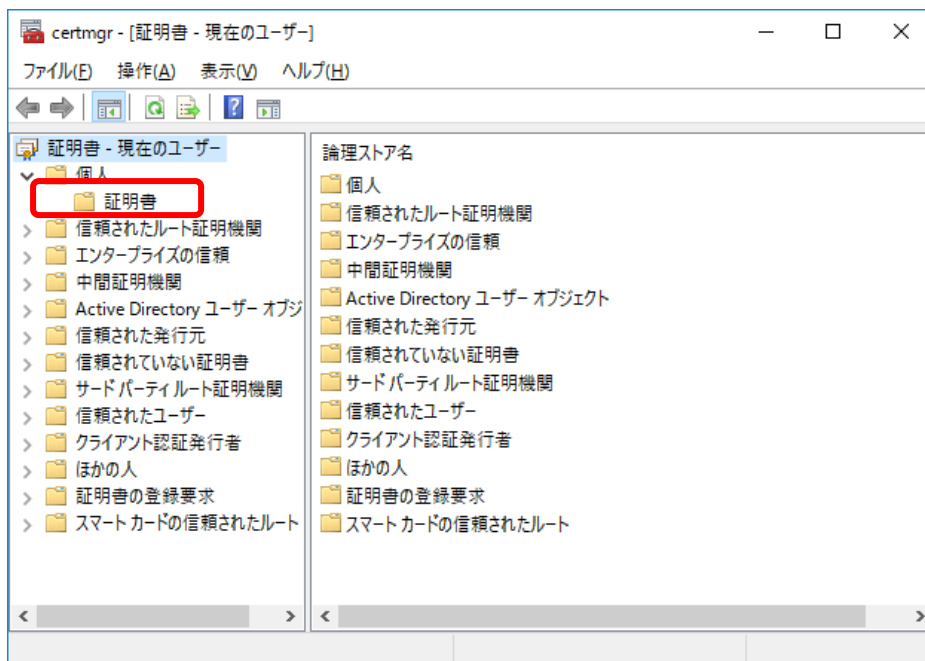 certmgr - [証明書 - 現在のユーザー]
ファイル(F) 操作(A) 表示(V) ヘルプ(H)
証明書 - 現在のユーザー
個人
証明書
信頼されたルート証明機関
エンタープライズの信頼
中間証明機関
Active Directory ユーザー オブジ
信頼された発行元
信頼されていない証明書
サード パーティ ルート証明機関
信頼されたユーザー
クライアント認証発行者
ほかの人
証明書の登録要求
スマート カードの信頼されたルート
論理ストア名
個人
信頼されたルート証明機関
エンタープライズの信頼
中間証明機関
Active Directory ユーザー オブジェクト
信頼された発行元
信頼されていない証明書
サード パーティ ルート証明機関
信頼されたユーザー
クライアント認証発行者
ほかの人
証明書の登録要求
スマート カードの信頼されたルート